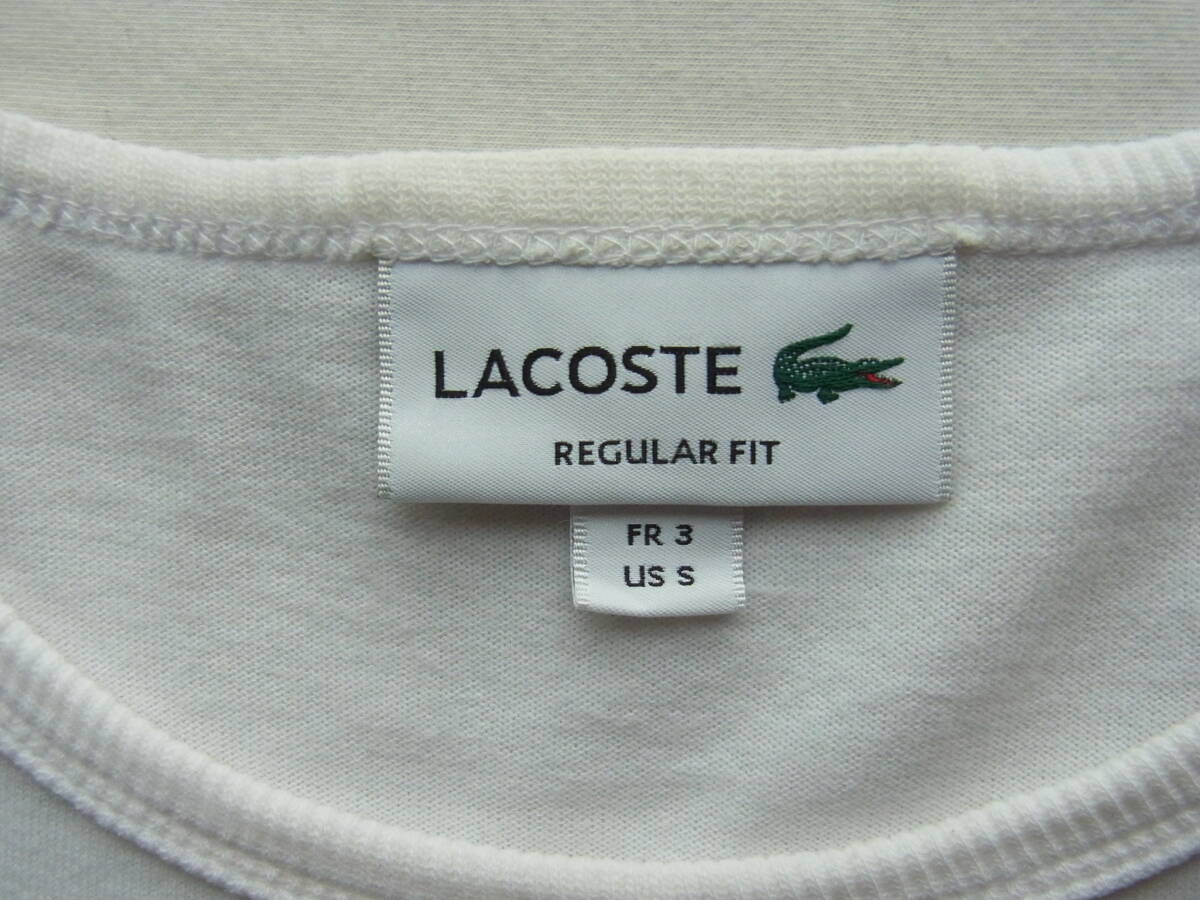 LACOSTE
REGULAR FIT
FR 3
US S